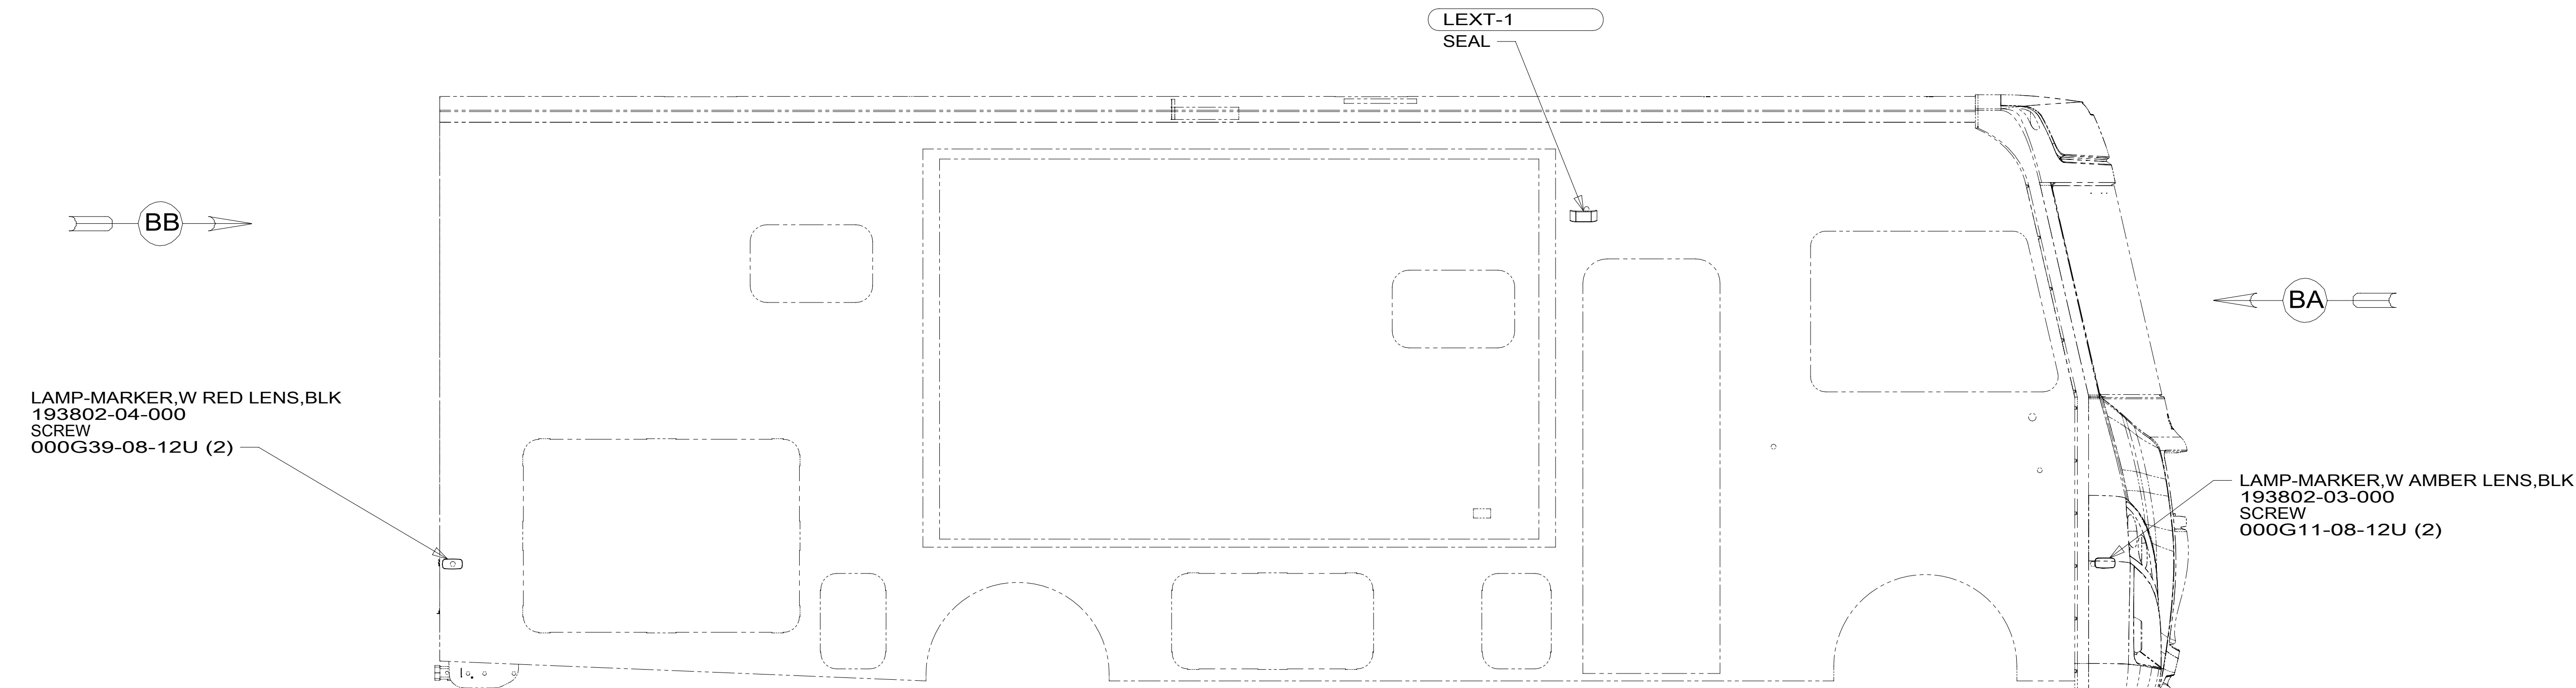 LEXT-1
SEAL
BB
BA
LAMP-MARKER,W RED LENS,BLK
193802-04-000
SCREW
000G39-08-12U (2)
LAMP-MARKER,W AMBER LENS,BLK
193802-03-000
SCREW
000G11-08-12U (2)